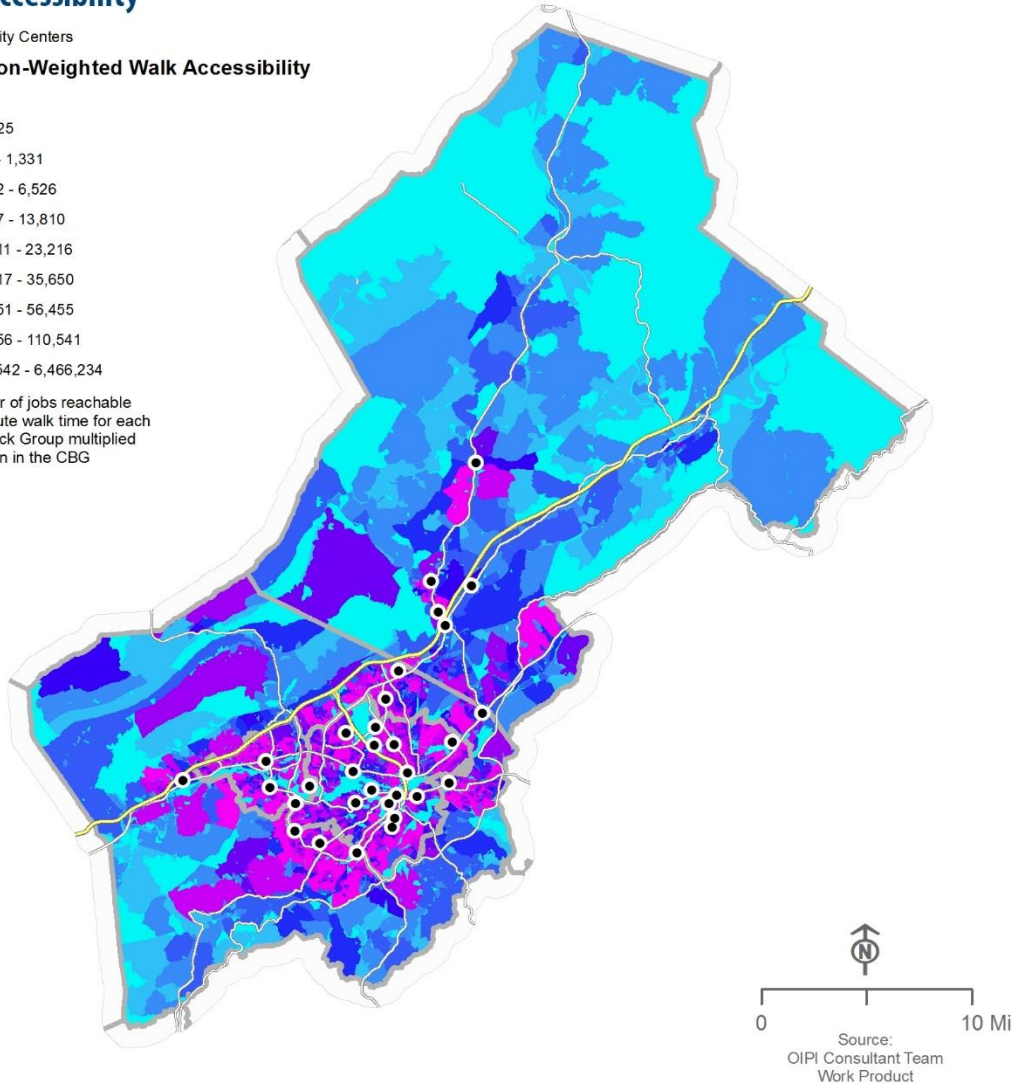 ccessibility
ity Centers
on-Weighted Walk Accessibility
25
- 1,331
2 - 6,526
7 - 13,810
11 - 23,216
17 - 35,650
51 - 56,455
56 - 110,541
542 - 6,466,234
r of jobs reachable
ute walk time for each
ck Group multiplied
n in the CBG
N
0 10 Mi
Source:
OIPI Consultant Team
Work Product